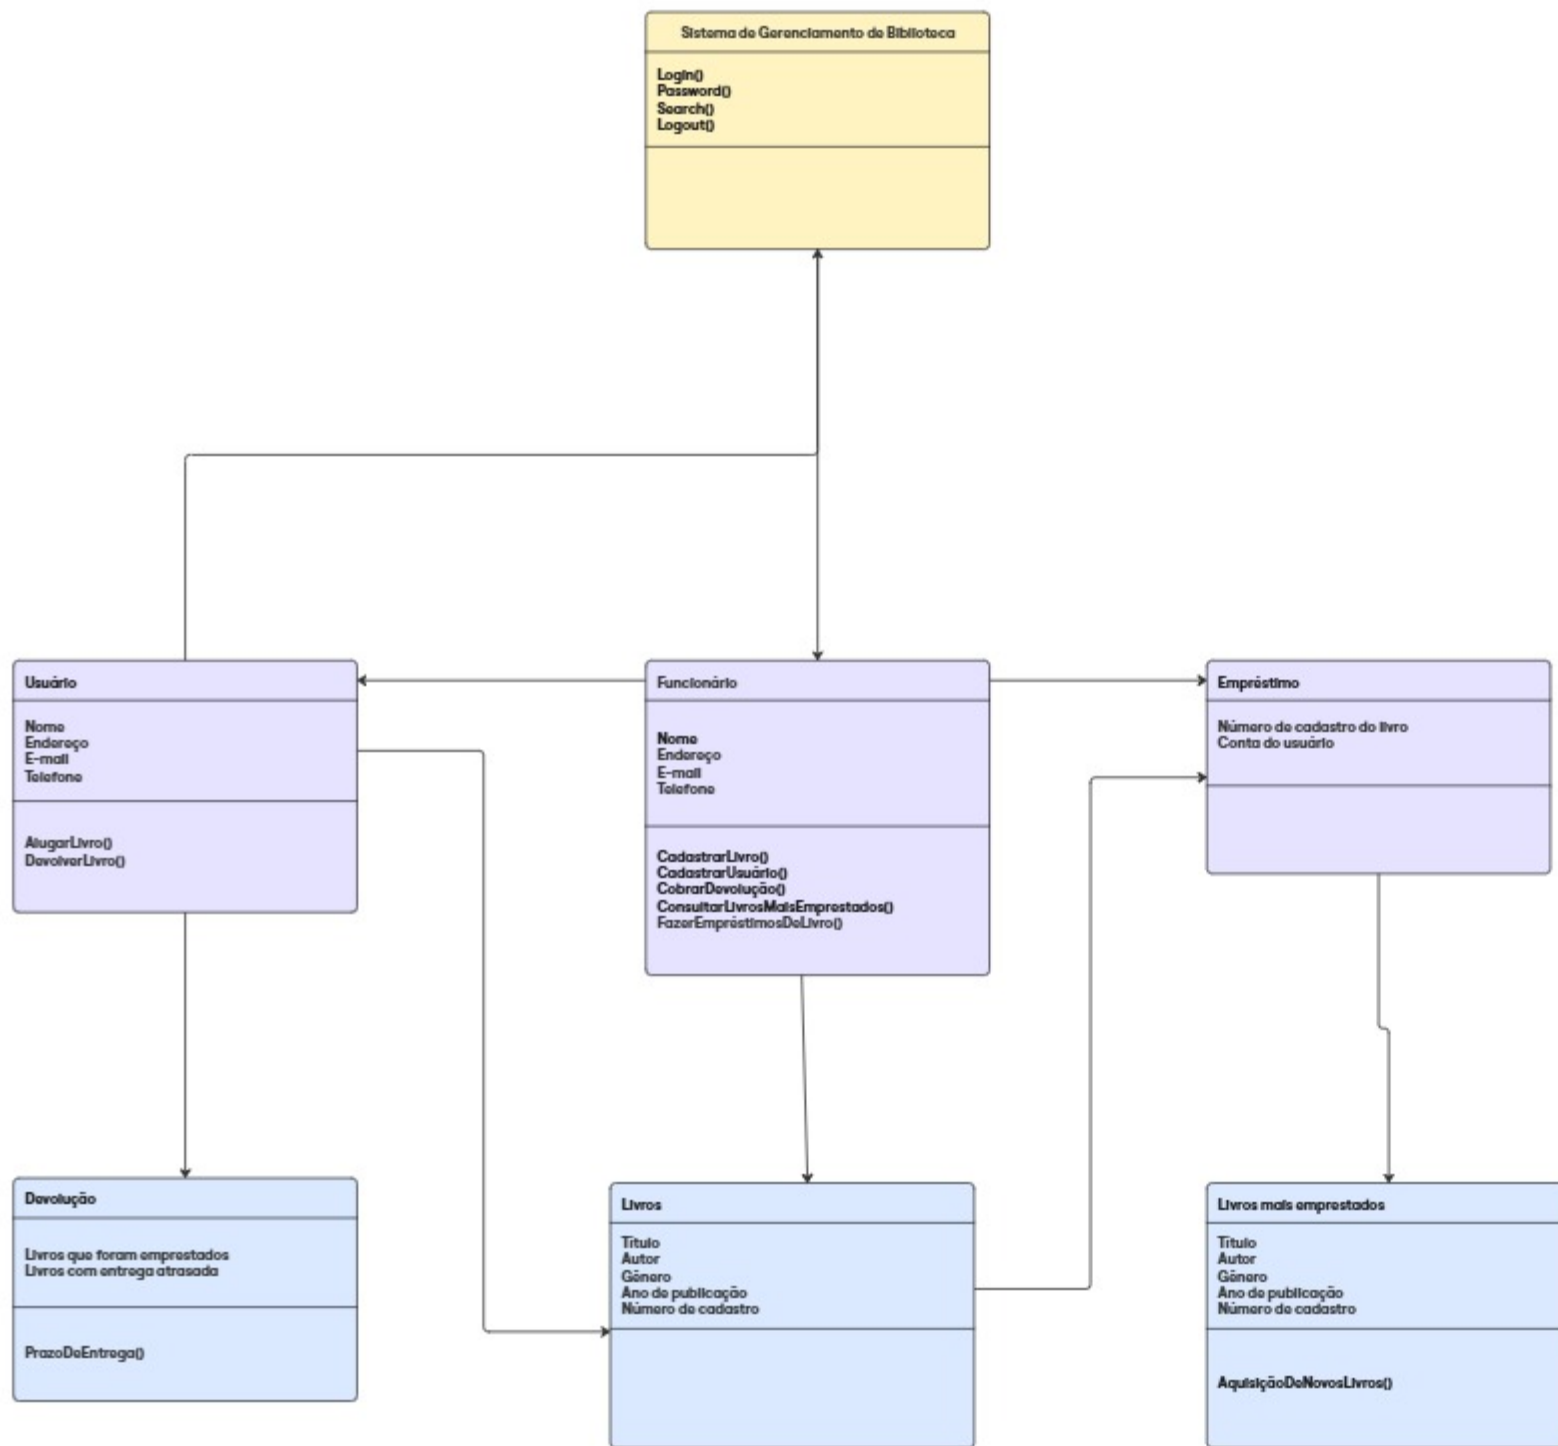 Sistema de Gerenciamento de Biblioteca
Login()
Password()
Search()
Logout()
Usuário
Nome
Endereço
E-mail
Telefone
AlugarLivro()
DevolverLivro()
Funcionário
Nome
Endereço
E-mail
Telefone
CadastrarLivro()
CadastrarUsuário()
CobrarDevolução()
ConsultarLivrosMaisEmprestados()
FazerEmpréstimosDeLivro()
Empréstimo
Número de cadastro do livro
Conta do usuário
Devolução
Livros que foram emprestados
Livros com entrega atrasada
PrazoDeEntrega()
Livros
Título
Autor
Gênero
Ano de publicação
Número de cadastro
Livros mais emprestados
Título
Autor
Gênero
Ano de publicação
Número de cadastro
AquisiçãoDeNovosLivros()